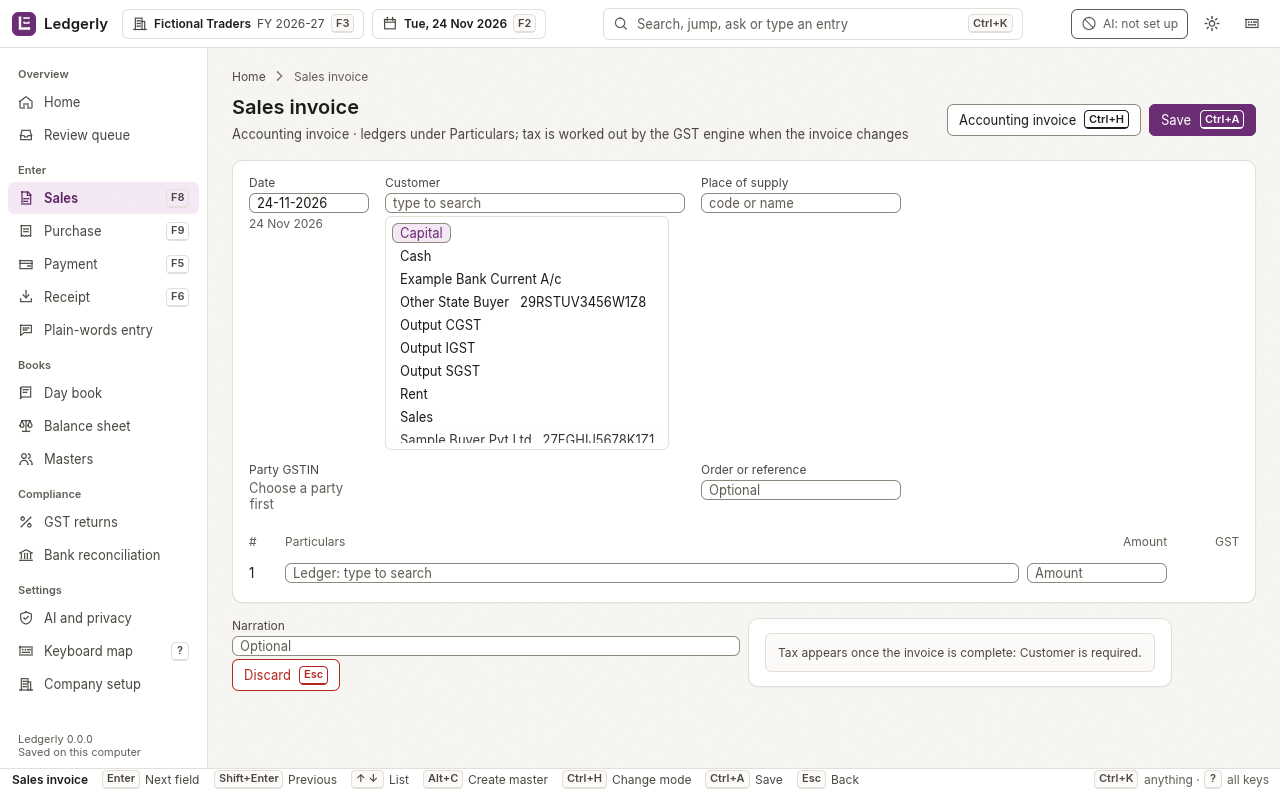 Ledgerly
Fictional Traders FY 2026-27 F3
Tue, 24 Nov 2026 F2
Search, jump, ask or type an entry Ctrl+K
AI: not set up
Overview
Home
Review queue
Enter
Sales F8
Purchase F9
Payment F5
Receipt F6
Plain-words entry
Books
Day book
Balance sheet
Masters
Compliance
GST returns
Bank reconciliation
Settings
AI and privacy
Keyboard map ?
Company setup
Ledgerly 0.0.0
Saved on this computer
Home Sales invoice
Sales invoice
Accounting invoice · ledgers under Particulars; tax is worked out by the GST engine when the invoice changes
Accounting invoice Ctrl+H
Save Ctrl+A
Date Customer Place of supply
24-11-2026 type to search code or name
24 Nov 2026
Capital
Cash
Example Bank Current A/c
Other State Buyer 29RSTUV3456W1Z8
Output CGST
Output IGST
Output SGST
Rent
Sales
Sample Buyer Pvt Ltd 27FGHIJ5678K1Z1
Party GSTIN Order or reference
Choose a party
first
Optional
# Particulars Amount GST
1 Ledger: type to search Amount
Narration
Optional
Discard Esc
Tax appears once the invoice is complete: Customer is required.
Sales invoice Enter Next field Shift+Enter Previous ↑ ↓ List Alt+C Create master Ctrl+H Change mode Ctrl+A Save Esc Back Ctrl+K anything · ? all keys